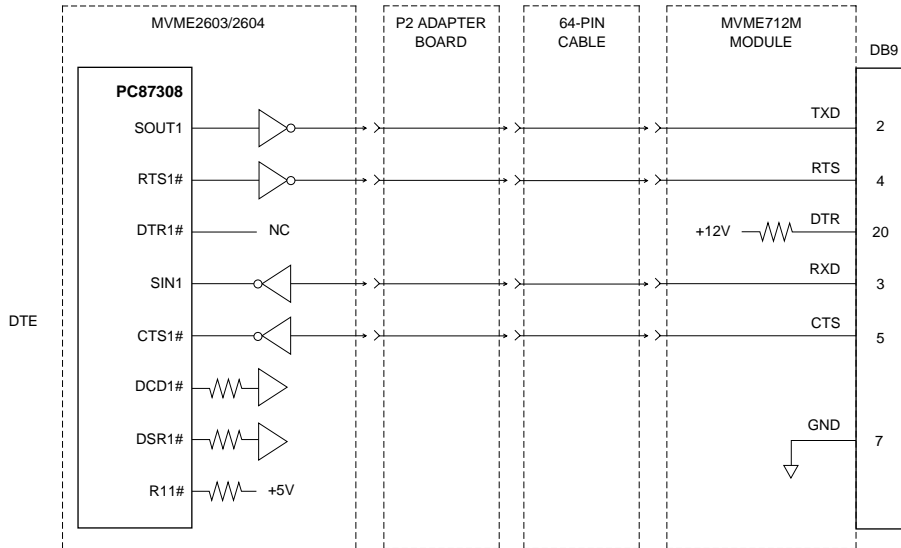 MVME2603/2604
P2 ADAPTER
BOARD
64-PIN
CABLE
MVME712M
MODULE
DB9
PC87308
SOUT1
TXD
2
RTS1#
RTS
4
DTR1#
NC
+12V
DTR
20
SIN1
RXD
3
DTE
CTS1#
CTS
5
DCD1#
DSR1#
GND
7
R11#
+5V